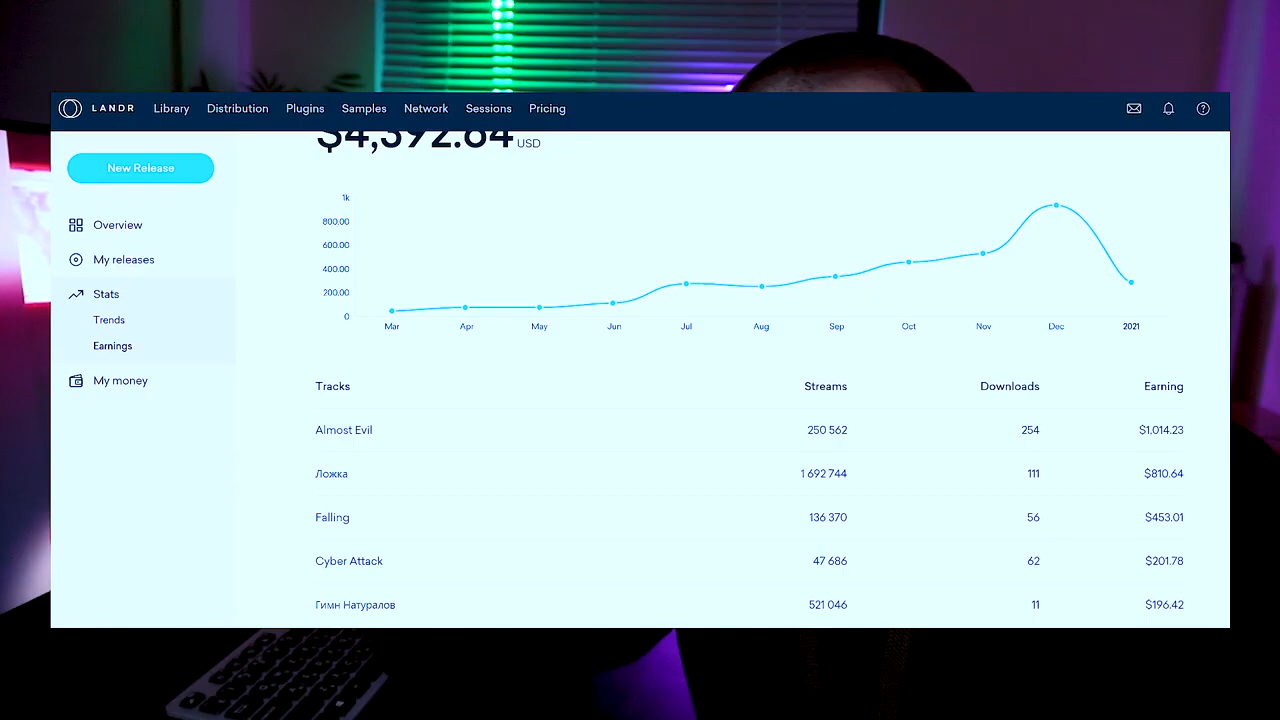 LANDR Library Distribution Plugins Samples Network Sessions Pricing
$4,392.64 USD
New Release
Overview
My releases
Stats
Trends
Earnings
My money
1k
800.00
600.00
400.00
200.00
0
Mar Apr May Jun Jul Aug Sep Oct Nov Dec 2021
Tracks Streams Downloads Earning
Almost Evil 250 562 254 $1,014.23
Ложка 1 692 744 111 $810.64
Falling 136 370 56 $453.01
Cyber Attack 47 686 62 $201.78
Гимн Натуралов 521 046 11 $196.42